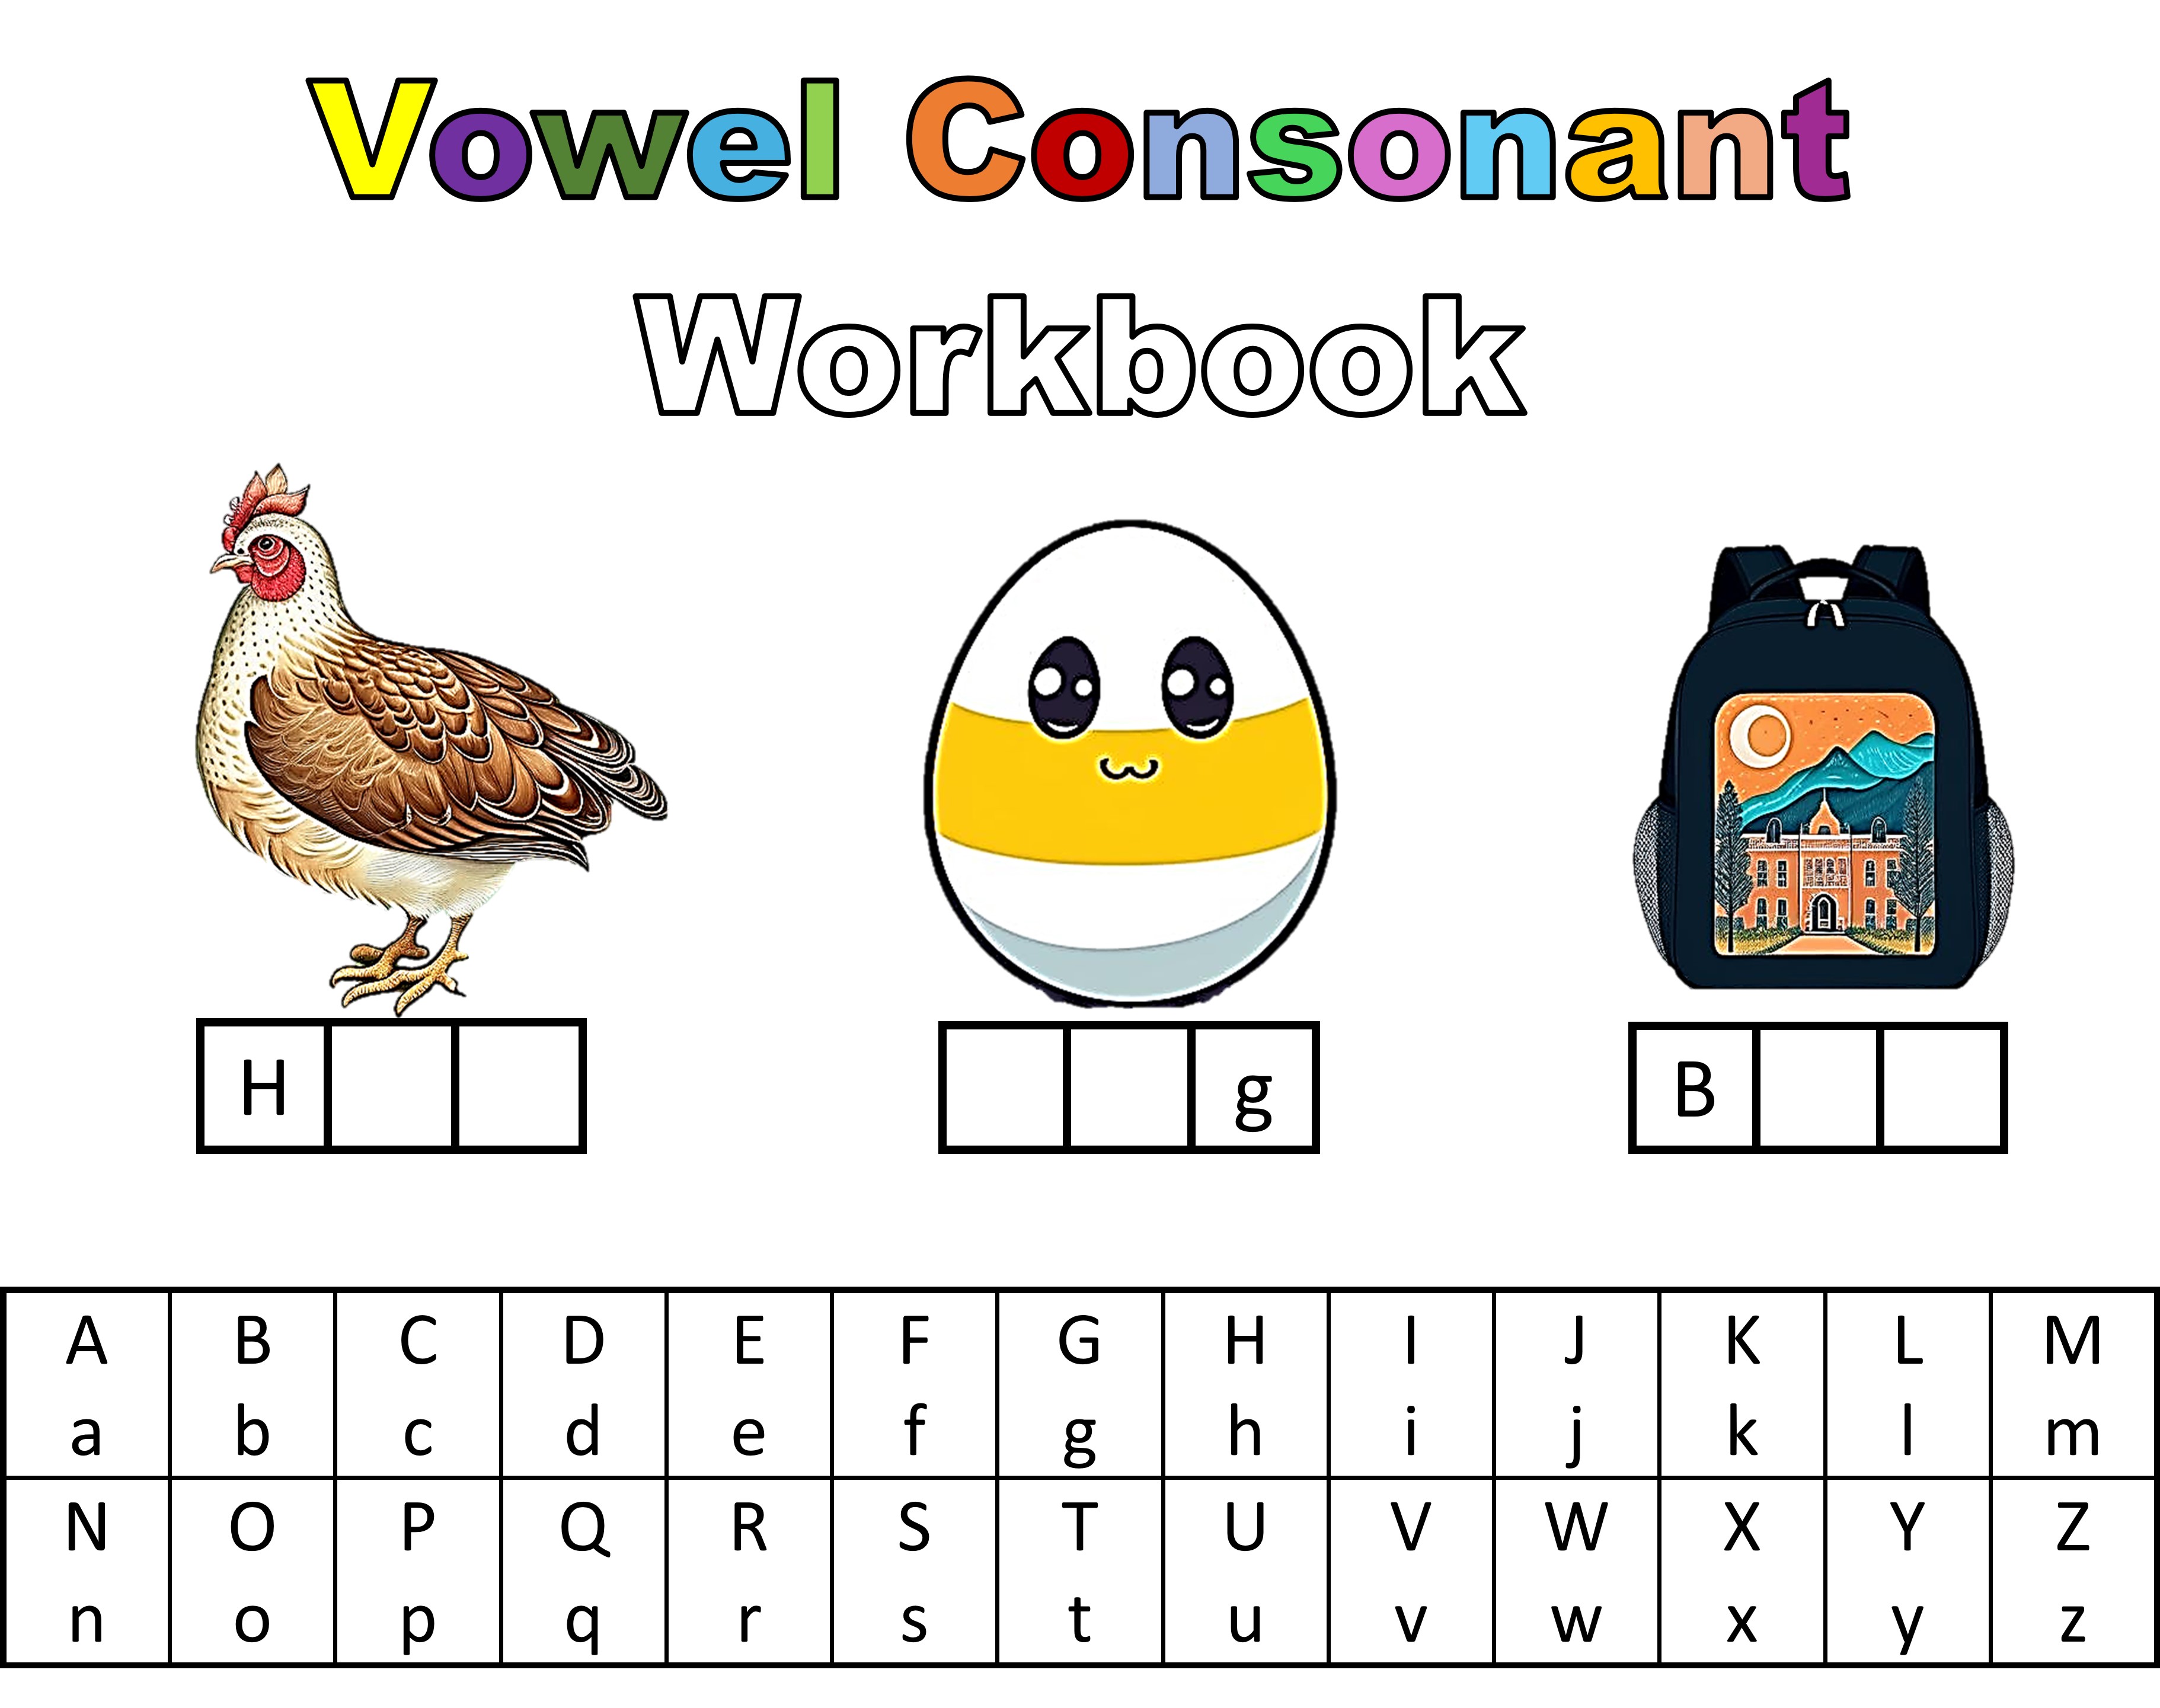 Vowel Consonant
Workbook
H g B
A B C D E F G H I J K L M
a b c d e f g h i j k l m
N O P Q R S T U V W X Y Z
n o p q r s t u v w x y z